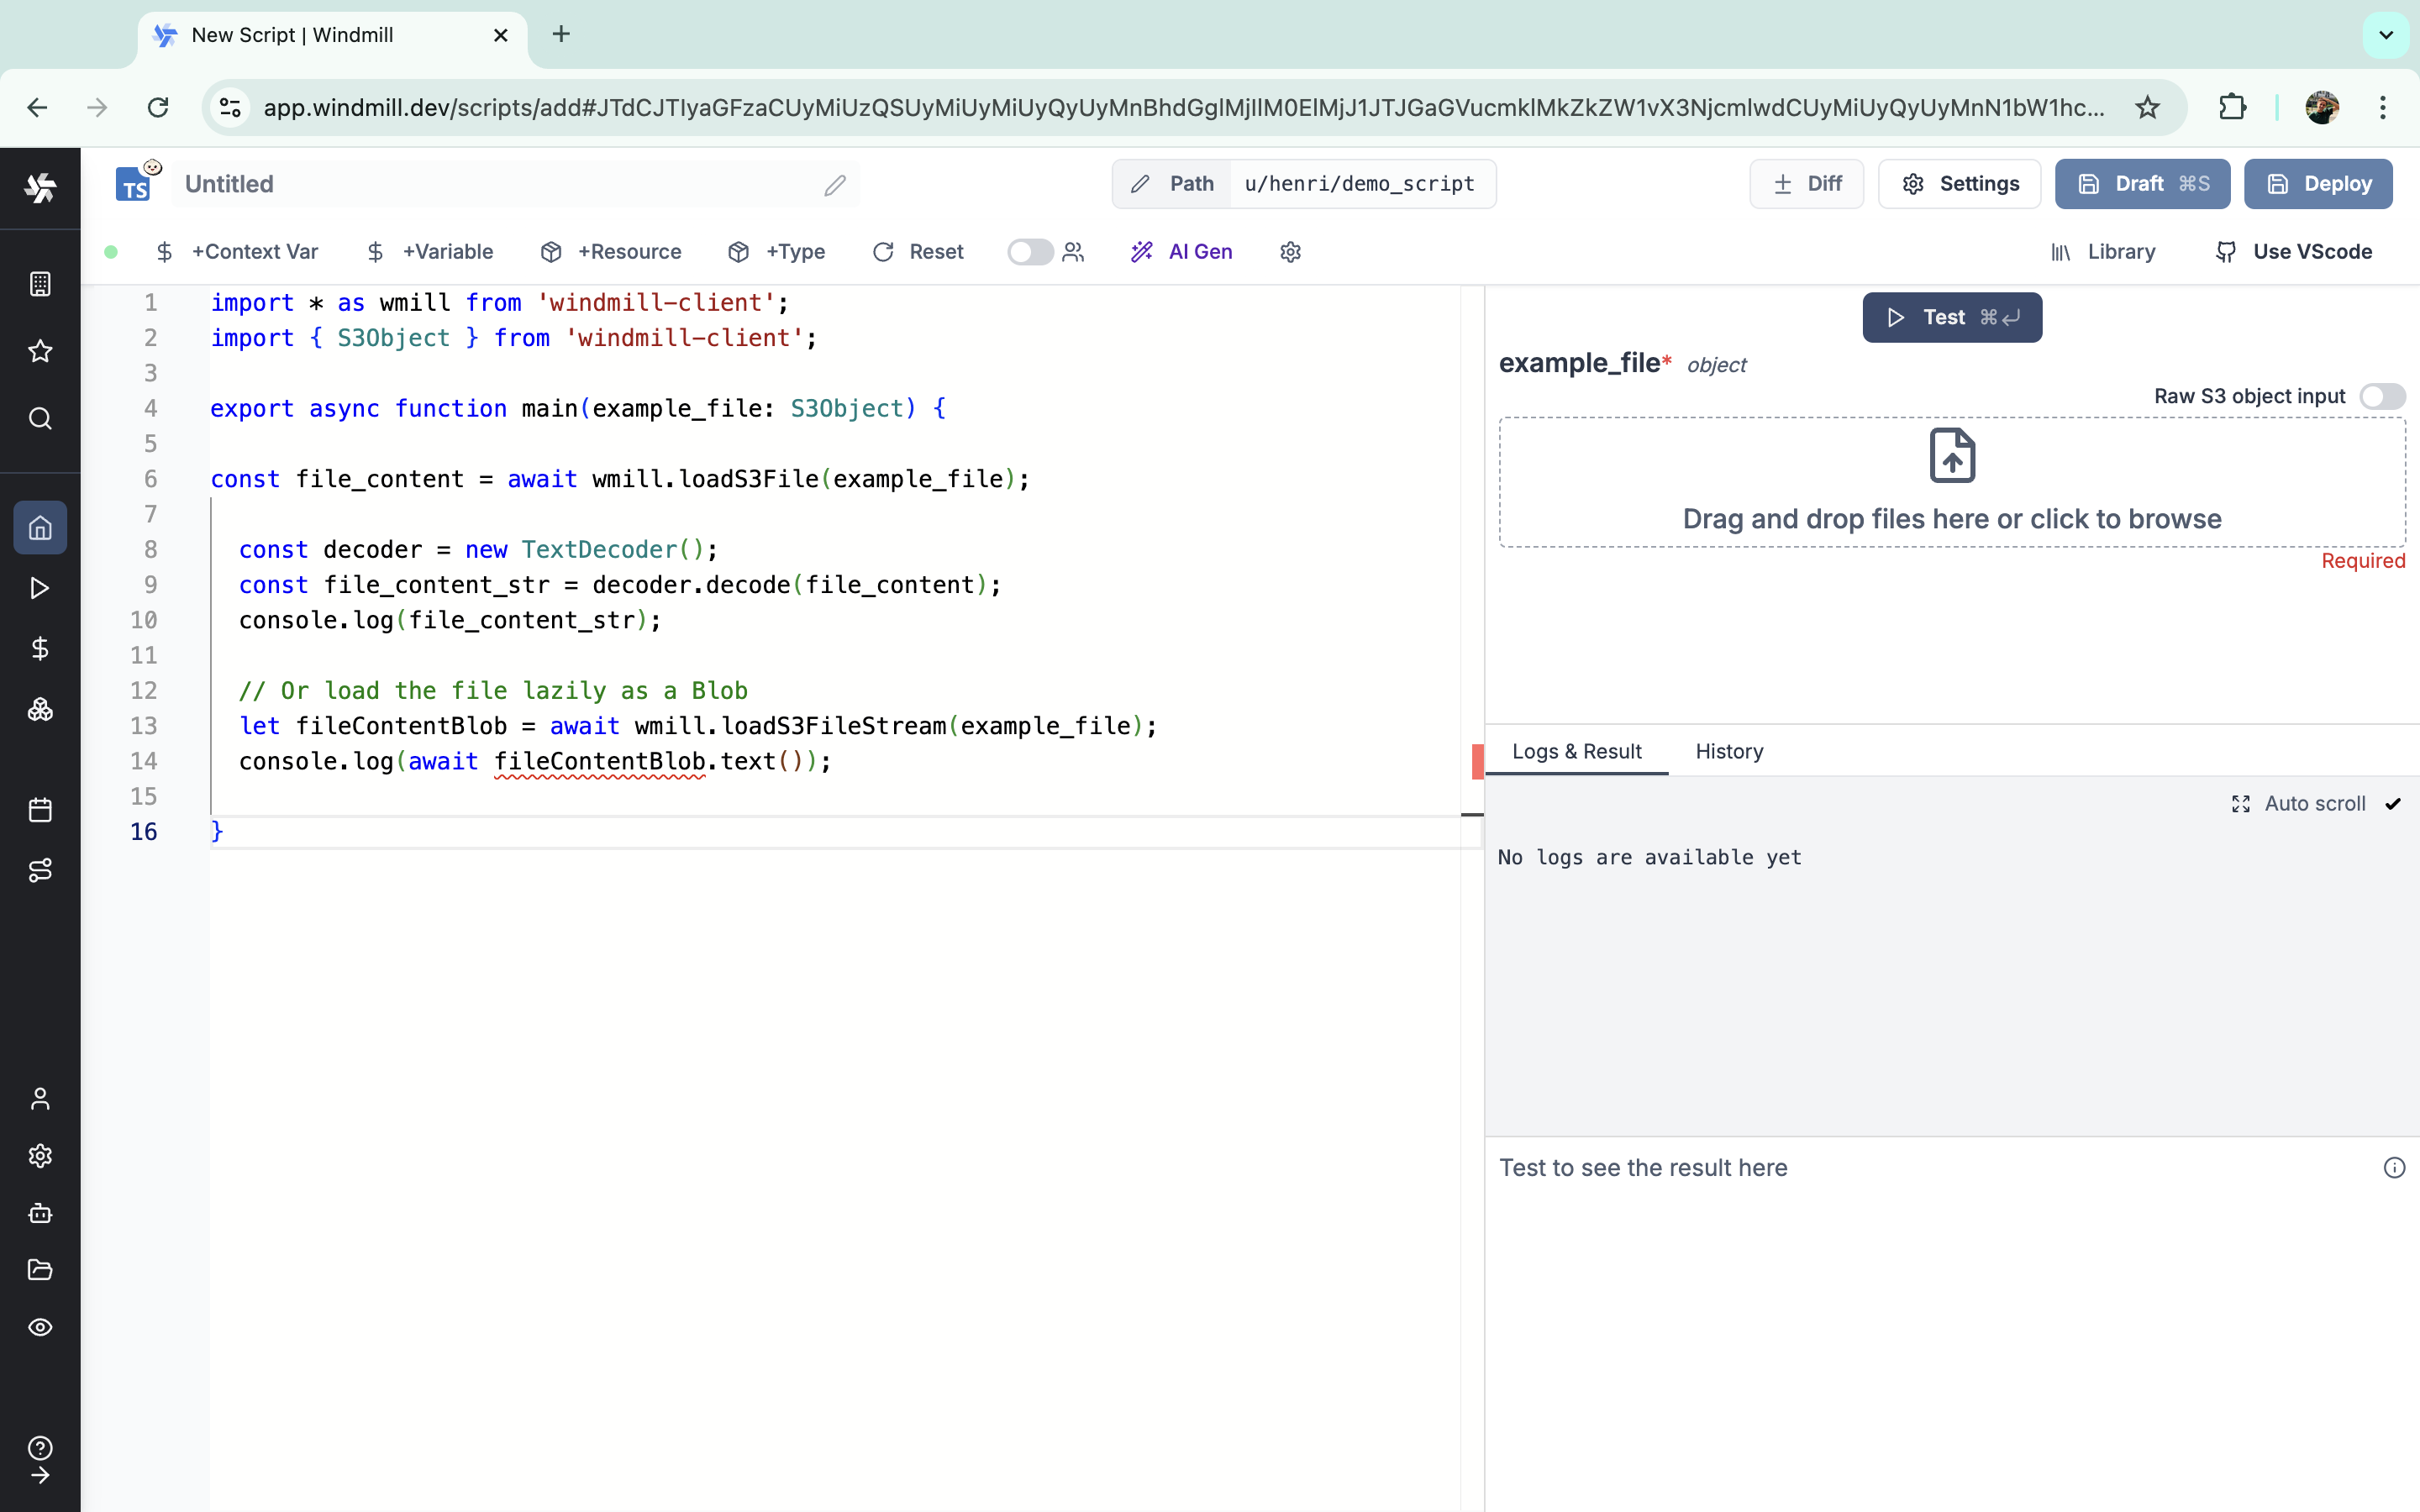 New Script | Windmill
app.windmill.dev/scripts/add#JTdCJTIyaGFzaCUyMiUzQSUyMiUyMiUyQyUyMnBhdGglMjIlM0ElMjJ1JTJGaGVucmklMkZkZW1vX3NjcmlwdCUyMiUyQyUyMnN1bW1hc...
TS
Untitled
Path u/henri/demo_script
Diff
Settings
Draft ⌘S
Deploy
+Context Var
+Variable
+Resource
+Type
Reset
AI Gen
Library
Use VScode
1 import * as wmill from 'windmill-client';
2 import { S3Object } from 'windmill-client';
3
4 export async function main(example_file: S3Object) {
5
6 const file_content = await wmill.loadS3File(example_file);
7
8 const decoder = new TextDecoder();
9 const file_content_str = decoder.decode(file_content);
10 console.log(file_content_str);
11
12 // Or load the file lazily as a Blob
13 let fileContentBlob = await wmill.loadS3FileStream(example_file);
14 console.log(await fileContentBlob.text());
15
16 }
Test ⌘
example_file* object
Raw S3 object input
Drag and drop files here or click to browse
Required
Logs & Result
History
Auto scroll
No logs are available yet
Test to see the result here